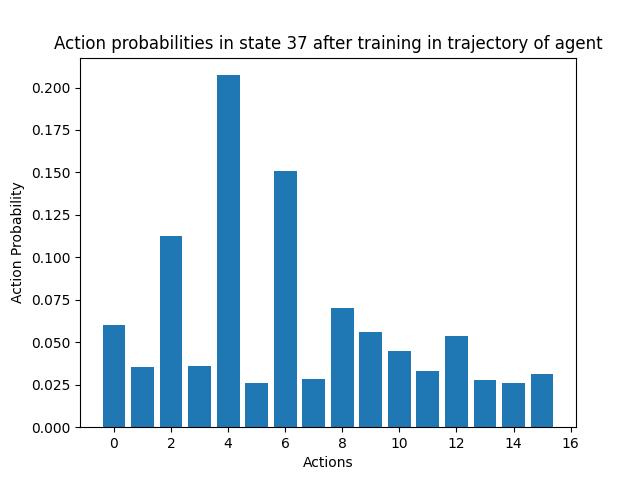 Action probabilities in state 37 after training in trajectory of agent
0.200
0.175
0.150
0.125
0.100
0.075
0.050
0.025
0.000
Action Probability
0 2 4 6 8 10 12 14 16
Actions